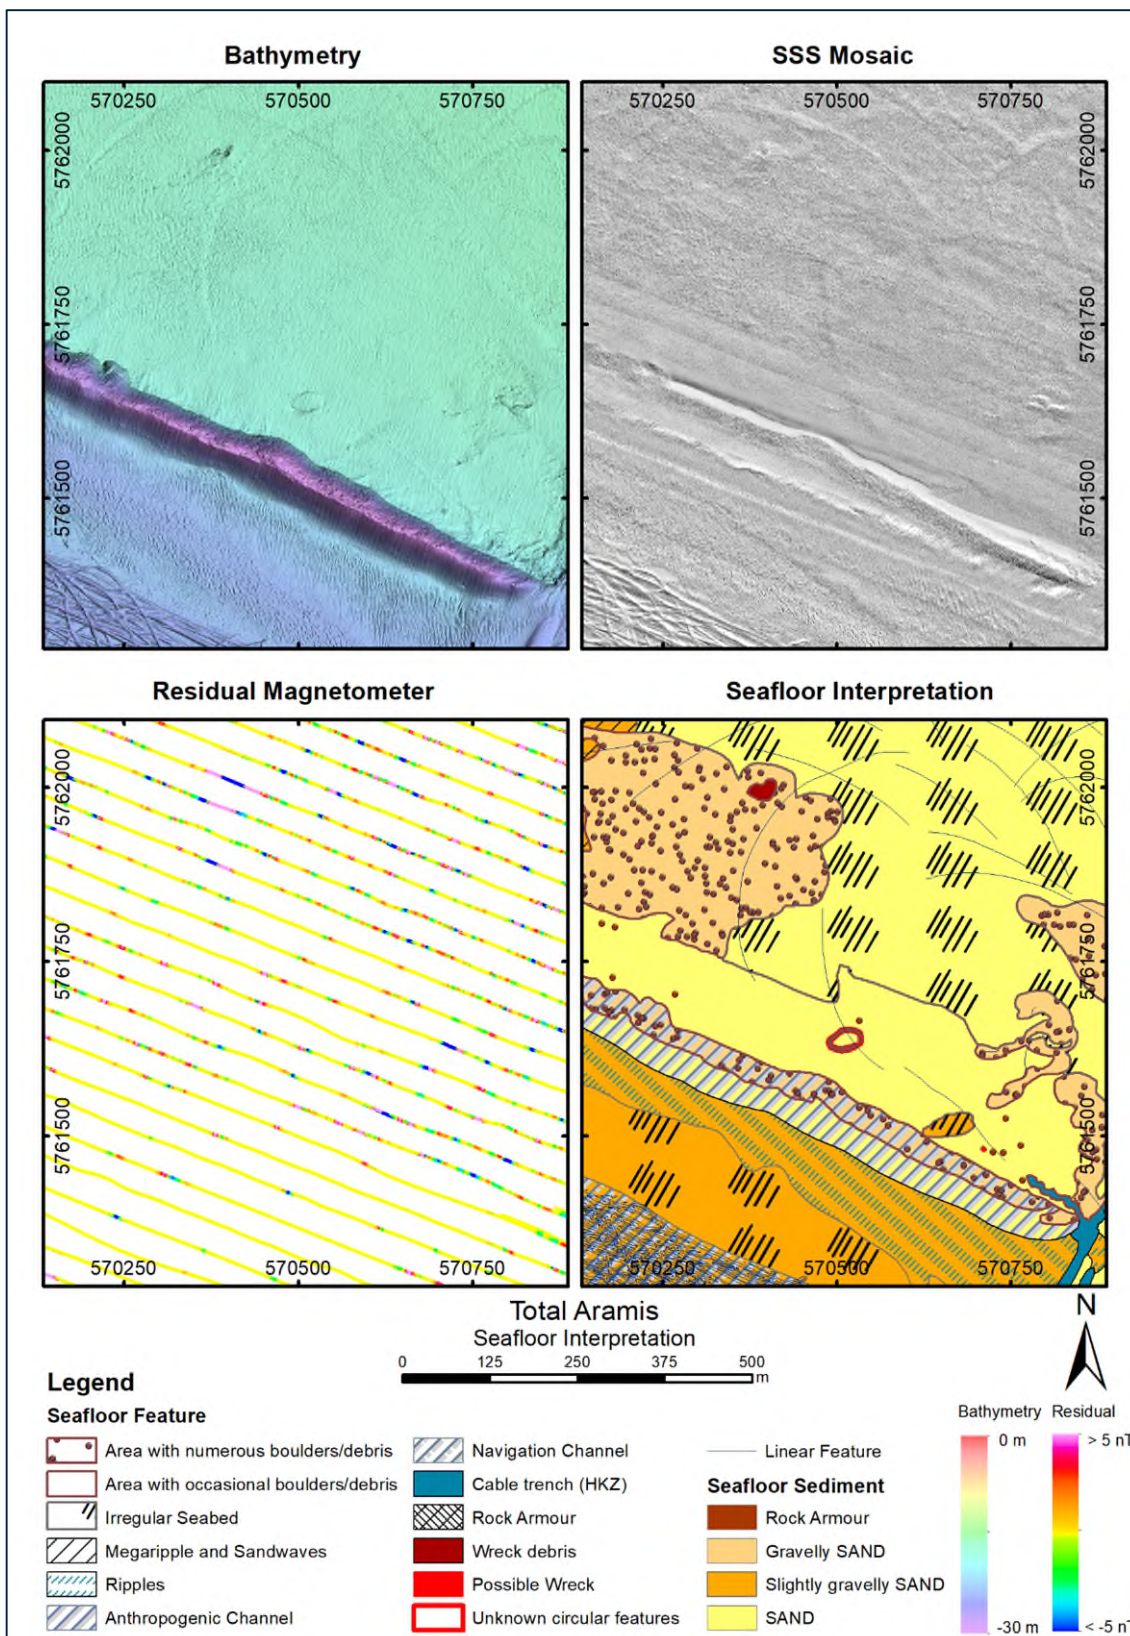 Bathymetry
SSS Mosaic
570250 570500 570750
570250 570500 570750
5762000
5761750
5761500
5762000
5761750
5761500
Residual Magnetometer
Seafloor Interpretation
5762000
5761750
5761500
5762000
5761750
5761500
570250 570500 570750
570250 570500 570750
Total Aramis
Seafloor Interpretation
0 125 250 375 500
m
N
Legend
Seafloor Feature
Area with numerous boulders/debris
Area with occasional boulders/debris
Irregular Seabed
Megaripple and Sandwaves
Ripples
Anthropogenic Channel
Navigation Channel
Cable trench (HKZ)
Rock Armour
Wreck debris
Possible Wreck
Unknown circular features
Linear Feature
Seafloor Sediment
Rock Armour
Gravelly SAND
Slightly gravelly SAND
SAND
Bathymetry
0 m
-30 m
Residual
> 5 nT
< -5 nT